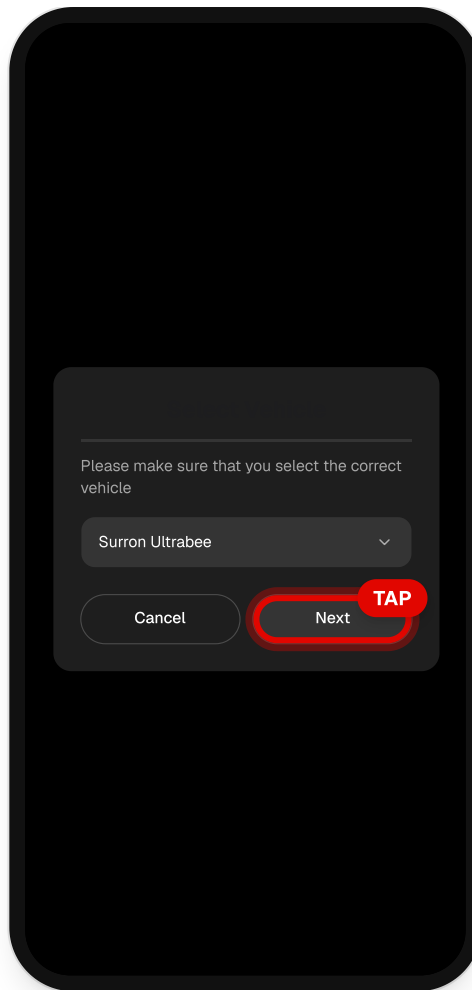 Please make sure that you select the correct
vehicle
Surron Ultrabee
Cancel
Next
TAP